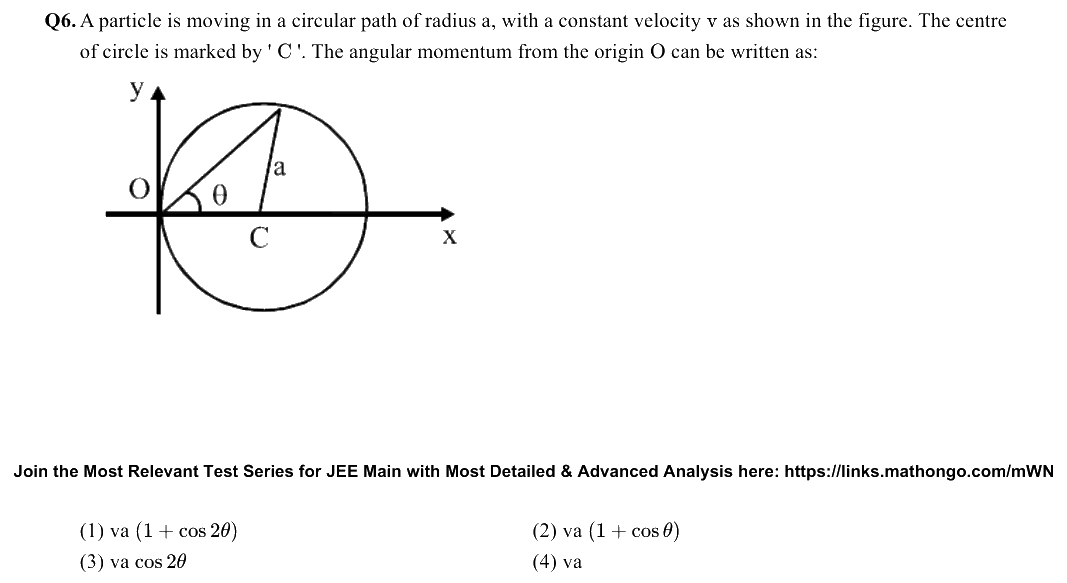 Q6. A particle is moving in a circular path of radius a, with a constant velocity v as shown in the figure. The centre
of circle is marked by ' C '. The angular momentum from the origin O can be written as:
y
a
O
θ
C
x
Join the Most Relevant Test Series for JEE Main with Most Detailed & Advanced Analysis here: https://links.mathongo.com/mWN
(1) va (1 + cos 2θ)
(2) va (1 + cos θ)
(3) va cos 2θ
(4) va